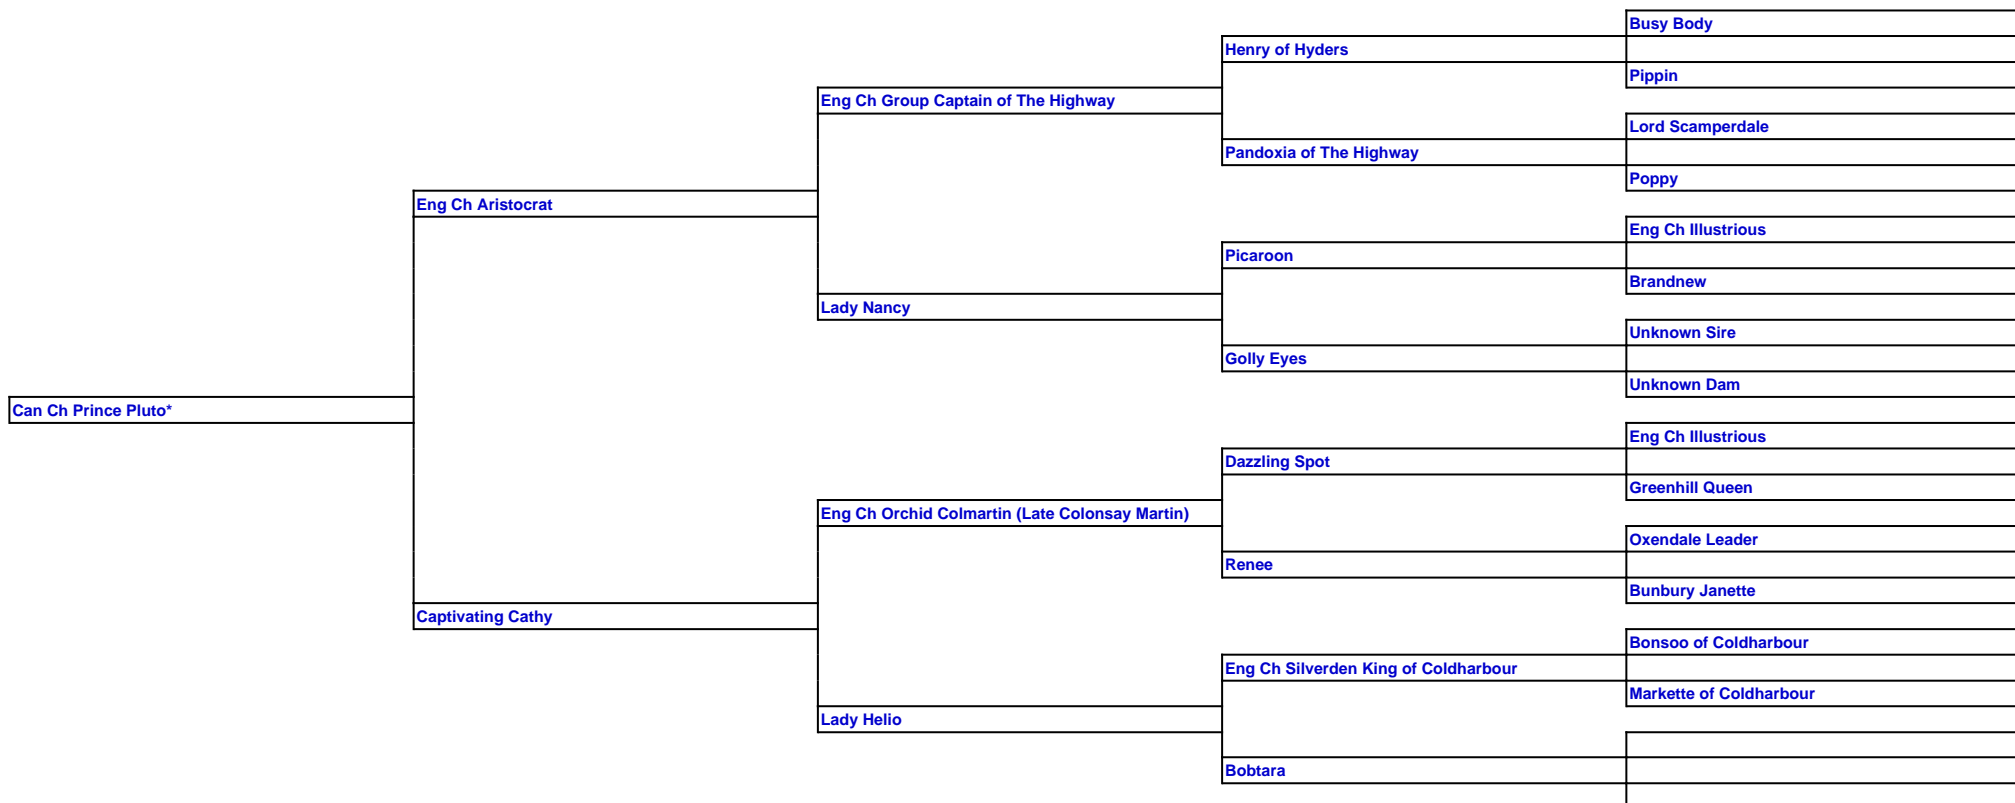 Busy Body
Henry of Hyders
Pippin
Eng Ch Group Captain of The Highway
Lord Scamperdale
Pandoxia of The Highway
Poppy
Eng Ch Aristocrat
Eng Ch Illustrious
Picaroon
Brandnew
Lady Nancy
Unknown Sire
Golly Eyes
Unknown Dam
Can Ch Prince Pluto*
Eng Ch Illustrious
Dazzling Spot
Greenhill Queen
Eng Ch Orchid Colmartin (Late Colonsay Martin)
Oxendale Leader
Renee
Bunbury Janette
Captivating Cathy
Bonsoo of Coldharbour
Eng Ch Silverden King of Coldharbour
Markette of Coldharbour
Lady Helio
Bobtara